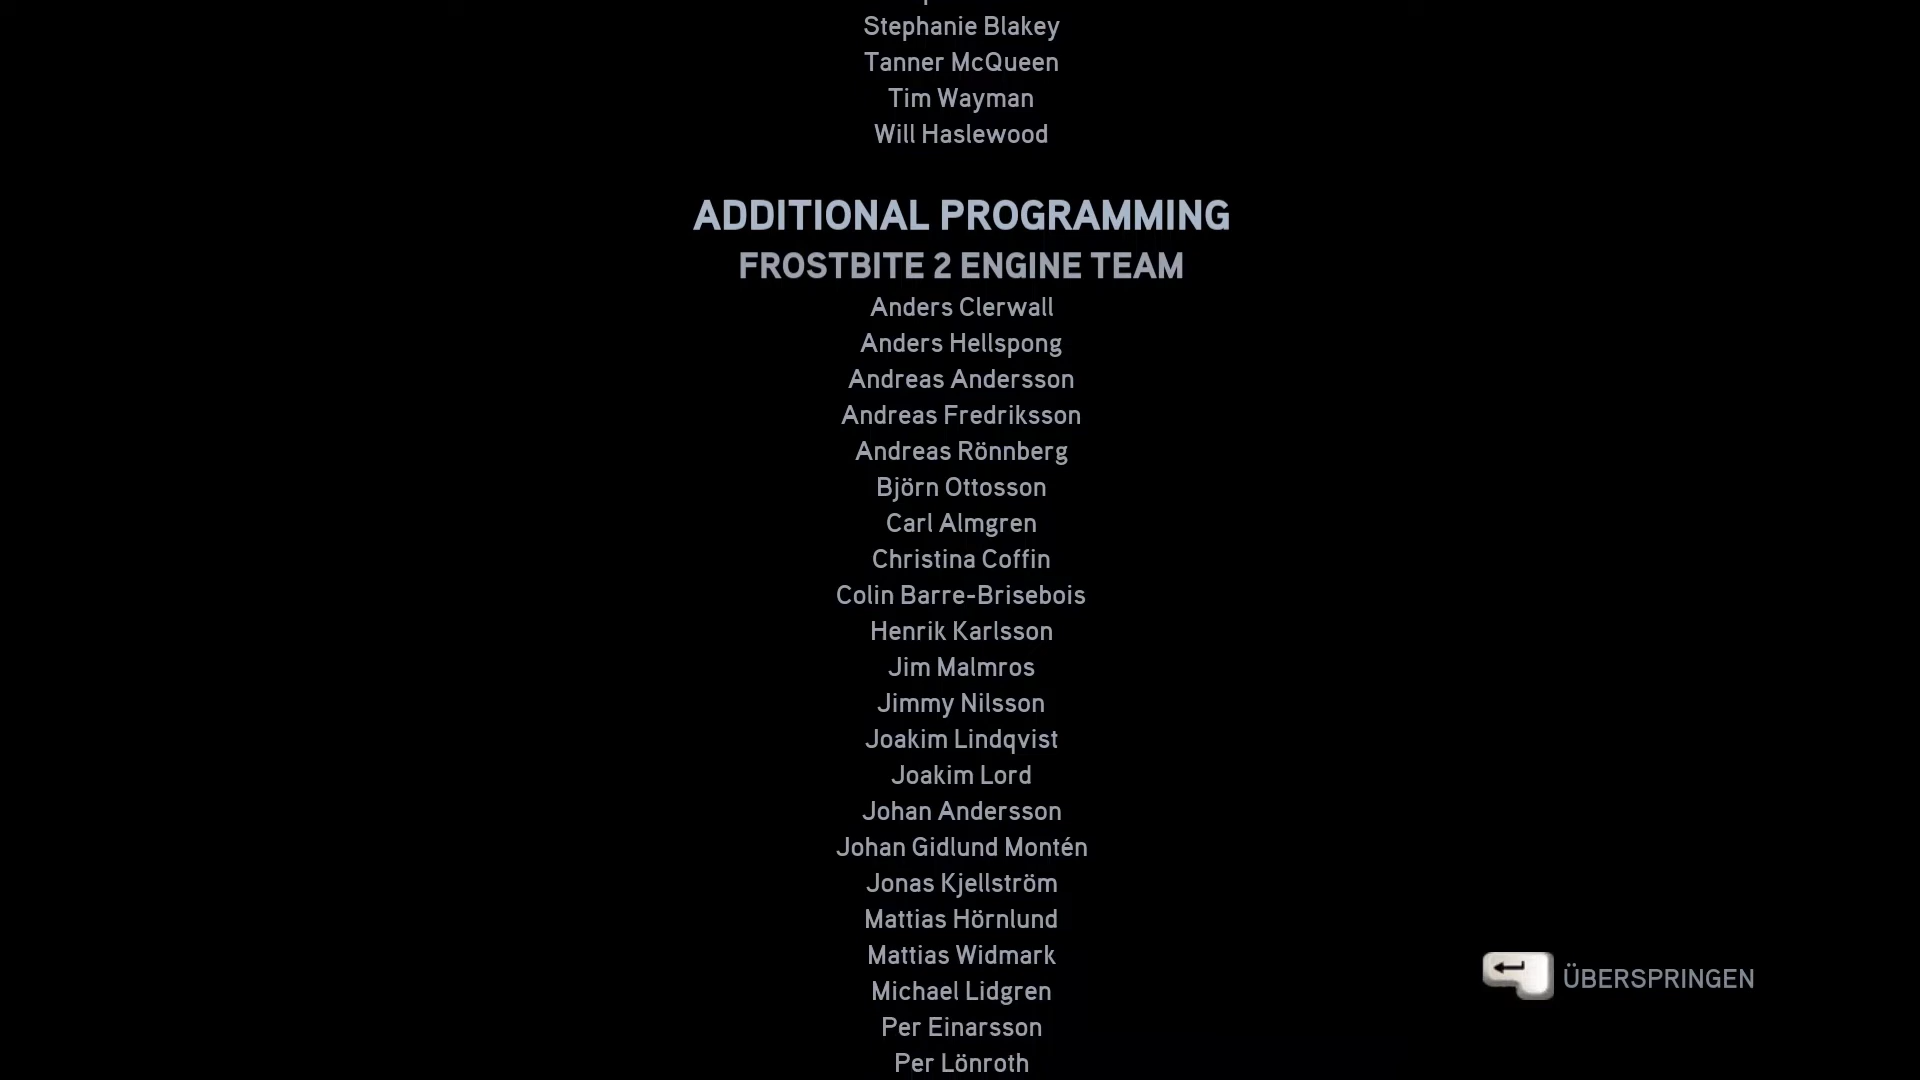 Stephanie Blakey
Tanner McQueen
Tim Wayman
Will Haslewood
ADDITIONAL PROGRAMMING
FROSTBITE 2 ENGINE TEAM
Anders Clerwall
Anders Hellspong
Andreas Andersson
Andreas Fredriksson
Andreas Rönnberg
Björn Ottosson
Carl Almgren
Christina Coffin
Colin Barre-Brisebois
Henrik Karlsson
Jim Malmros
Jimmy Nilsson
Joakim Lindqvist
Joakim Lord
Johan Andersson
Johan Gidlund Montén
Jonas Kjellström
Mattias Hörnlund
Mattias Widmark
Michael Lidgren
ÜBERSPRINGEN
Per Einarsson
Per Lönroth